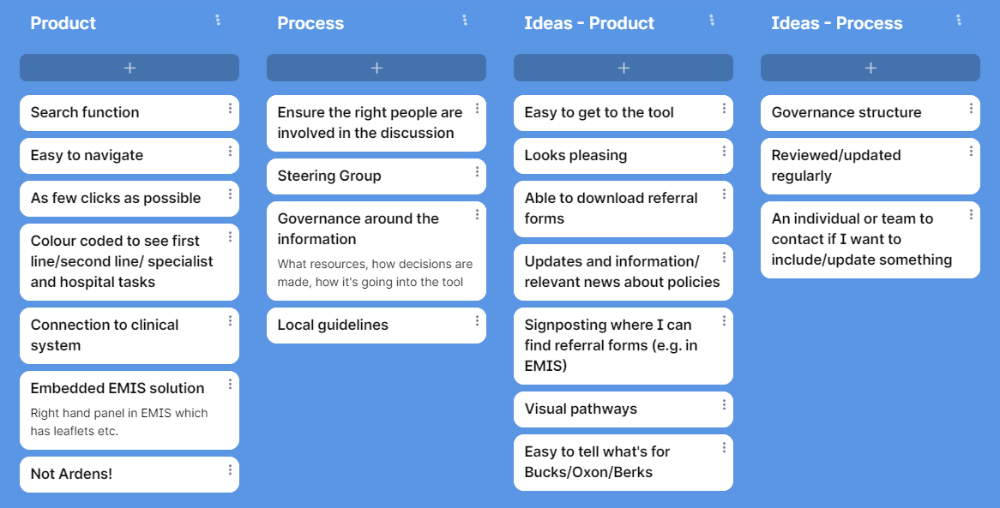 Product
+
Search function
Easy to navigate
As few clicks as possible
Colour coded to see first
line/second line/ specialist
and hospital tasks
Connection to clinical
system
Embedded EMIS solution
Right hand panel in EMIS which
has leaflets etc.
Not Ardens!
Process
+
Ensure the right people are
involved in the discussion
Steering Group
Governance around the
information
What resources, how decisions are
made, how it's going into the tool
Local guidelines
Ideas - Product
+
Easy to get to the tool
Looks pleasing
Able to download referral
forms
Updates and information/
relevant news about policies
Signposting where I can
find referral forms (e.g. in
EMIS)
Visual pathways
Easy to tell what's for
Bucks/Oxon/Berks
Ideas - Process
+
Governance structure
Reviewed/updated
regularly
An individual or team to
contact if I want to
include/update something